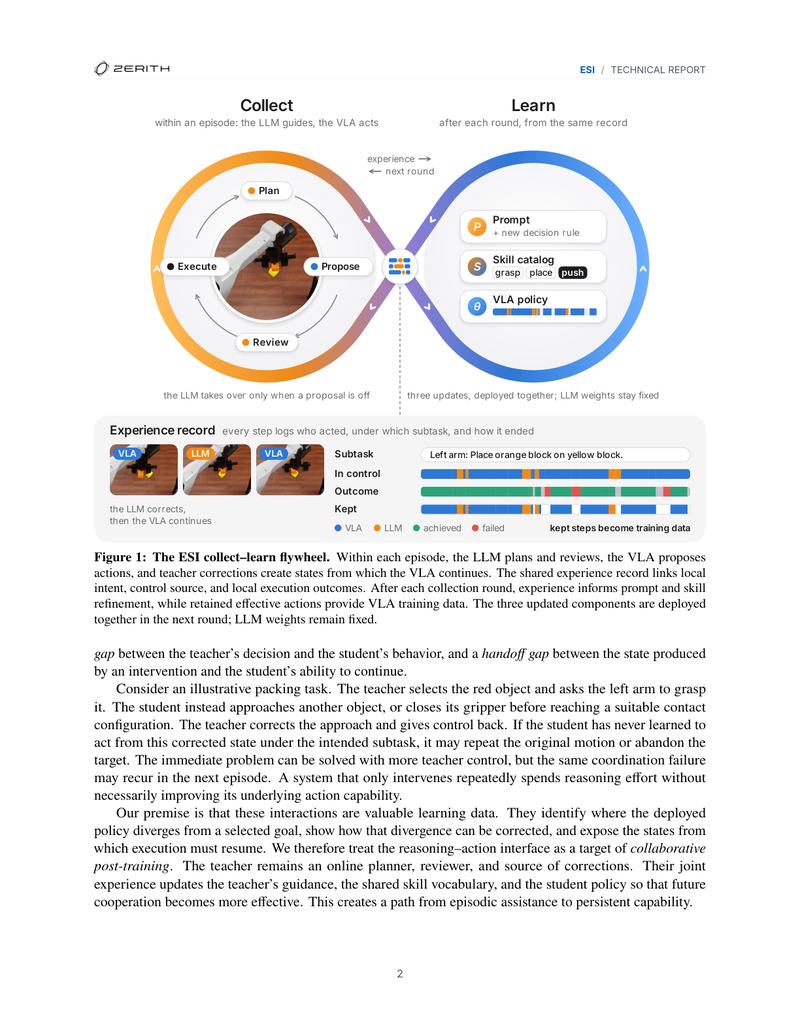 ZERITH
ESI / TECHNICAL REPORT
Collect
within an episode: the LLM guides, the VLA acts
Learn
after each round, from the same record
experience →
← next round
Plan
Execute
Propose
Review
P
Prompt
+ new decision rule
S
Skill catalog
grasp place push
θ
VLA policy
the LLM takes over only when a proposal is off
three updates, deployed together; LLM weights stay fixed
Experience record every step logs who acted, under which subtask, and how it ended
VLA LLM VLA
the LLM corrects,
then the VLA continues
Subtask Left arm: Place orange block on yellow block.
In control
Outcome
Kept
VLA LLM achieved failed kept steps become training data
Figure 1: The ESI collect–learn flywheel. Within each episode, the LLM plans and reviews, the VLA proposes
actions, and teacher corrections create states from which the VLA continues. The shared experience record links local
intent, control source, and local execution outcomes. After each collection round, experience informs prompt and skill
refinement, while retained effective actions provide VLA training data. The three updated components are deployed
together in the next round; LLM weights remain fixed.
gap between the teacher's decision and the student's behavior, and a handoff gap between the state produced
by an intervention and the student's ability to continue.
Consider an illustrative packing task. The teacher selects the red object and asks the left arm to grasp
it. The student instead approaches another object, or closes its gripper before reaching a suitable contact
configuration. The teacher corrects the approach and gives control back. If the student has never learned to
act from this corrected state under the intended subtask, it may repeat the original motion or abandon the
target. The immediate problem can be solved with more teacher control, but the same coordination failure
may recur in the next episode. A system that only intervenes repeatedly spends reasoning effort without
necessarily improving its underlying action capability.
Our premise is that these interactions are valuable learning data. They identify where the deployed
policy diverges from a selected goal, show how that divergence can be corrected, and expose the states from
which execution must resume. We therefore treat the reasoning–action interface as a target of collaborative
post-training. The teacher remains an online planner, reviewer, and source of corrections. Their joint
experience updates the teacher's guidance, the shared skill vocabulary, and the student policy so that future
cooperation becomes more effective. This creates a path from episodic assistance to persistent capability.
2